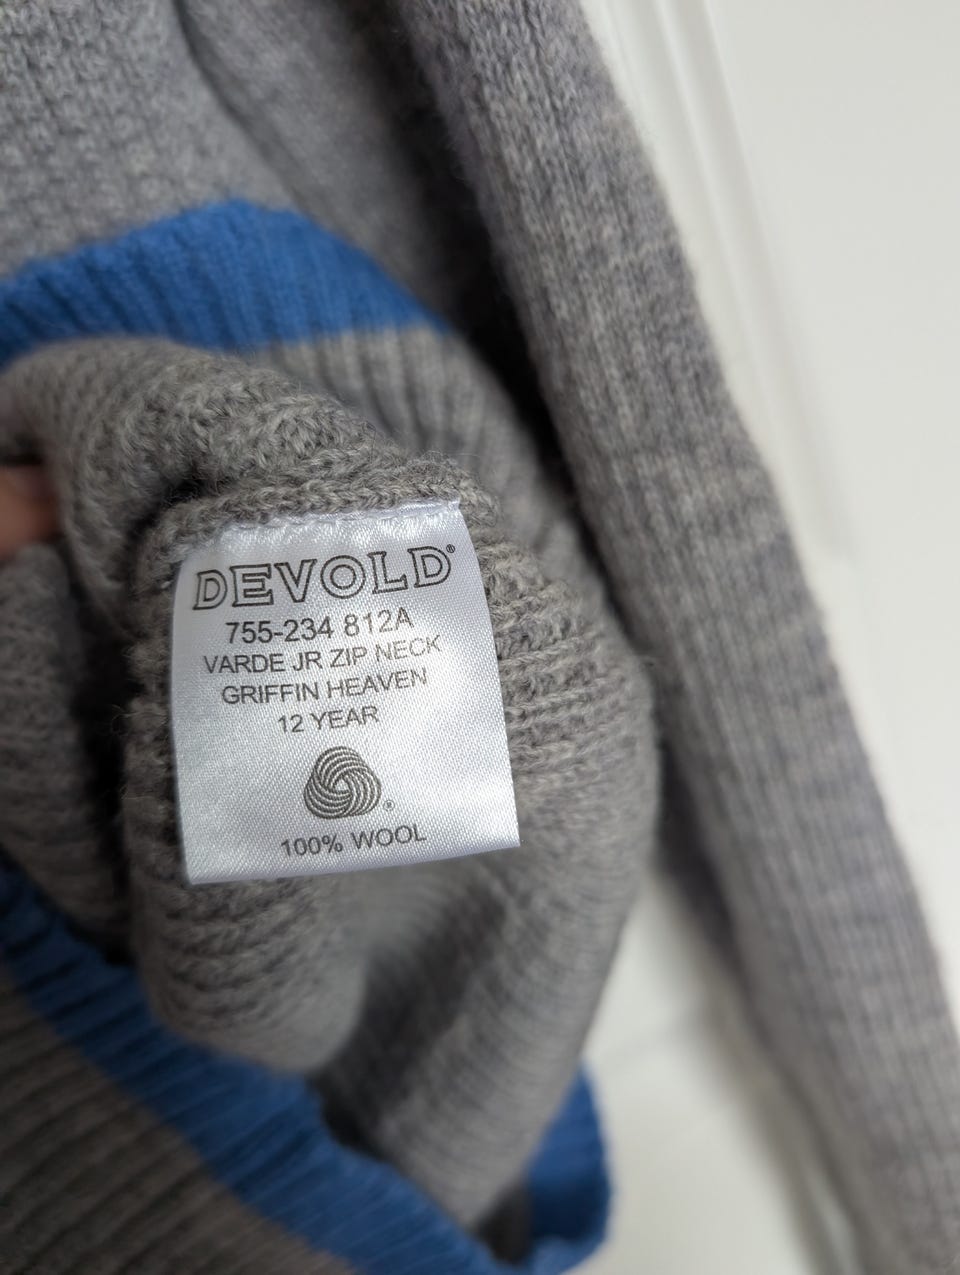 DEVOLD®
755-234 812A
VARDE JR ZIP NECK
GRIFFIN HEAVEN
12 YEAR
®
100% WOOL